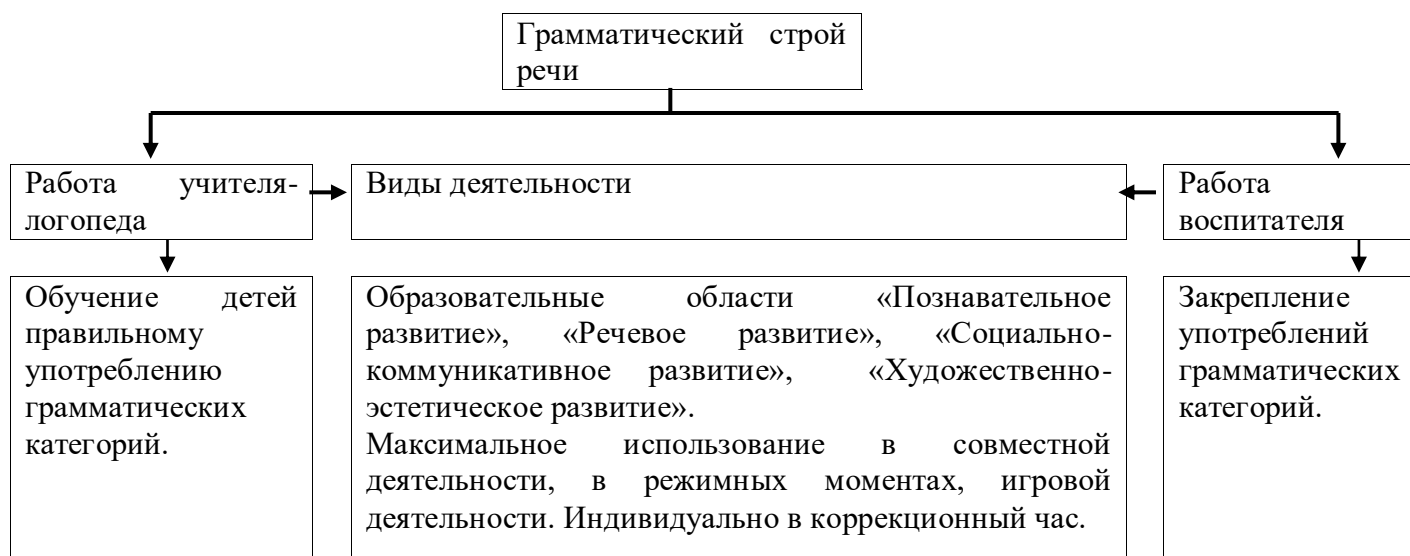 Грамматический строй
речи
Работа учителя-
логопеда
Виды деятельности
Работа
воспитателя
Обучение детей
правильному
употреблению
грамматических
категорий.
Образовательные области «Познавательное
развитие», «Речевое развитие», «Социально-
коммуникативное развитие», «Художественно-
эстетическое развитие».
Максимальное использование в совместной
деятельности, в режимных моментах, игровой
деятельности. Индивидуально в коррекционный час.
Закрепление
употреблений
грамматических
категорий.